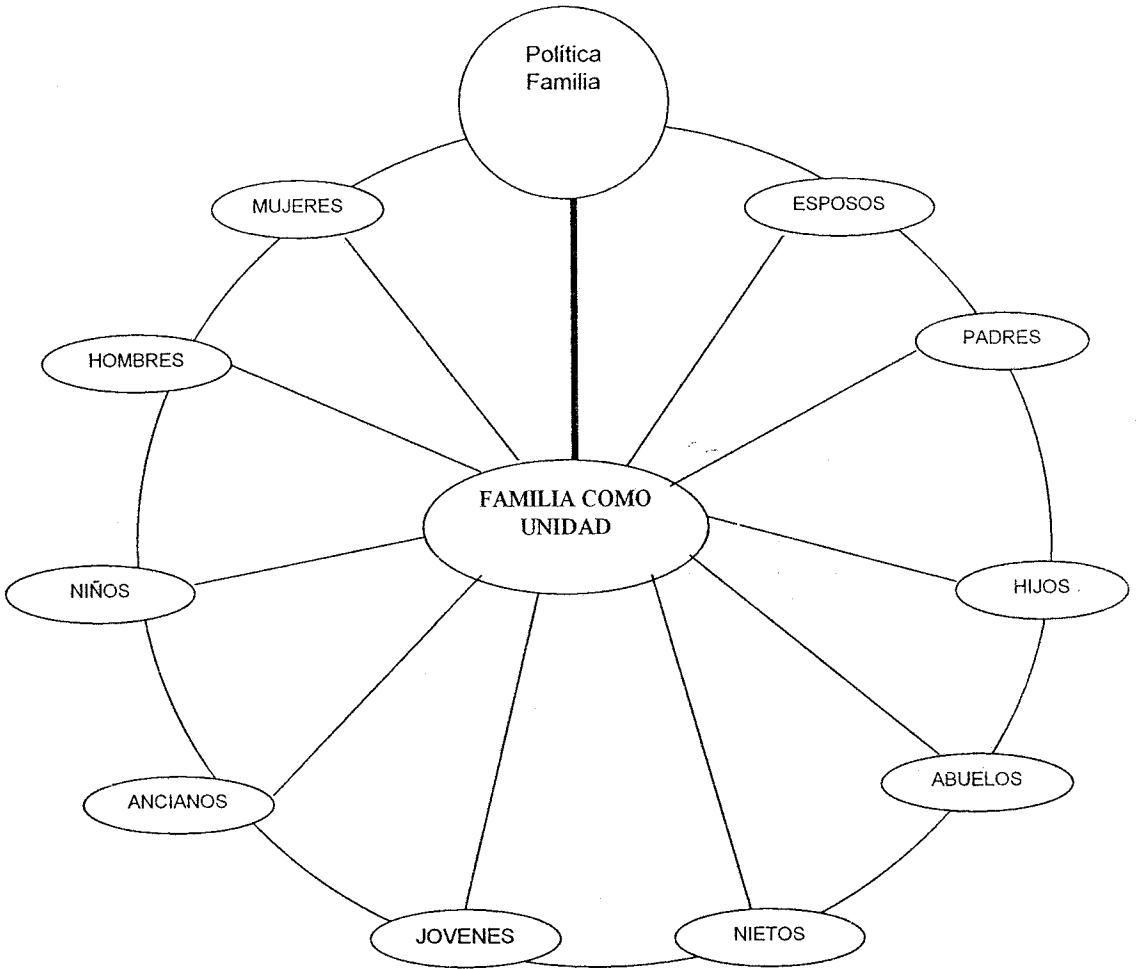 Política
Familia
MUJERES
ESPOSOS
HOMBRES
PADRES
FAMILIA COMO
UNIDAD
NIÑOS
HIJOS
ANCIANOS
ABUELOS
JOVENES
NIETOS